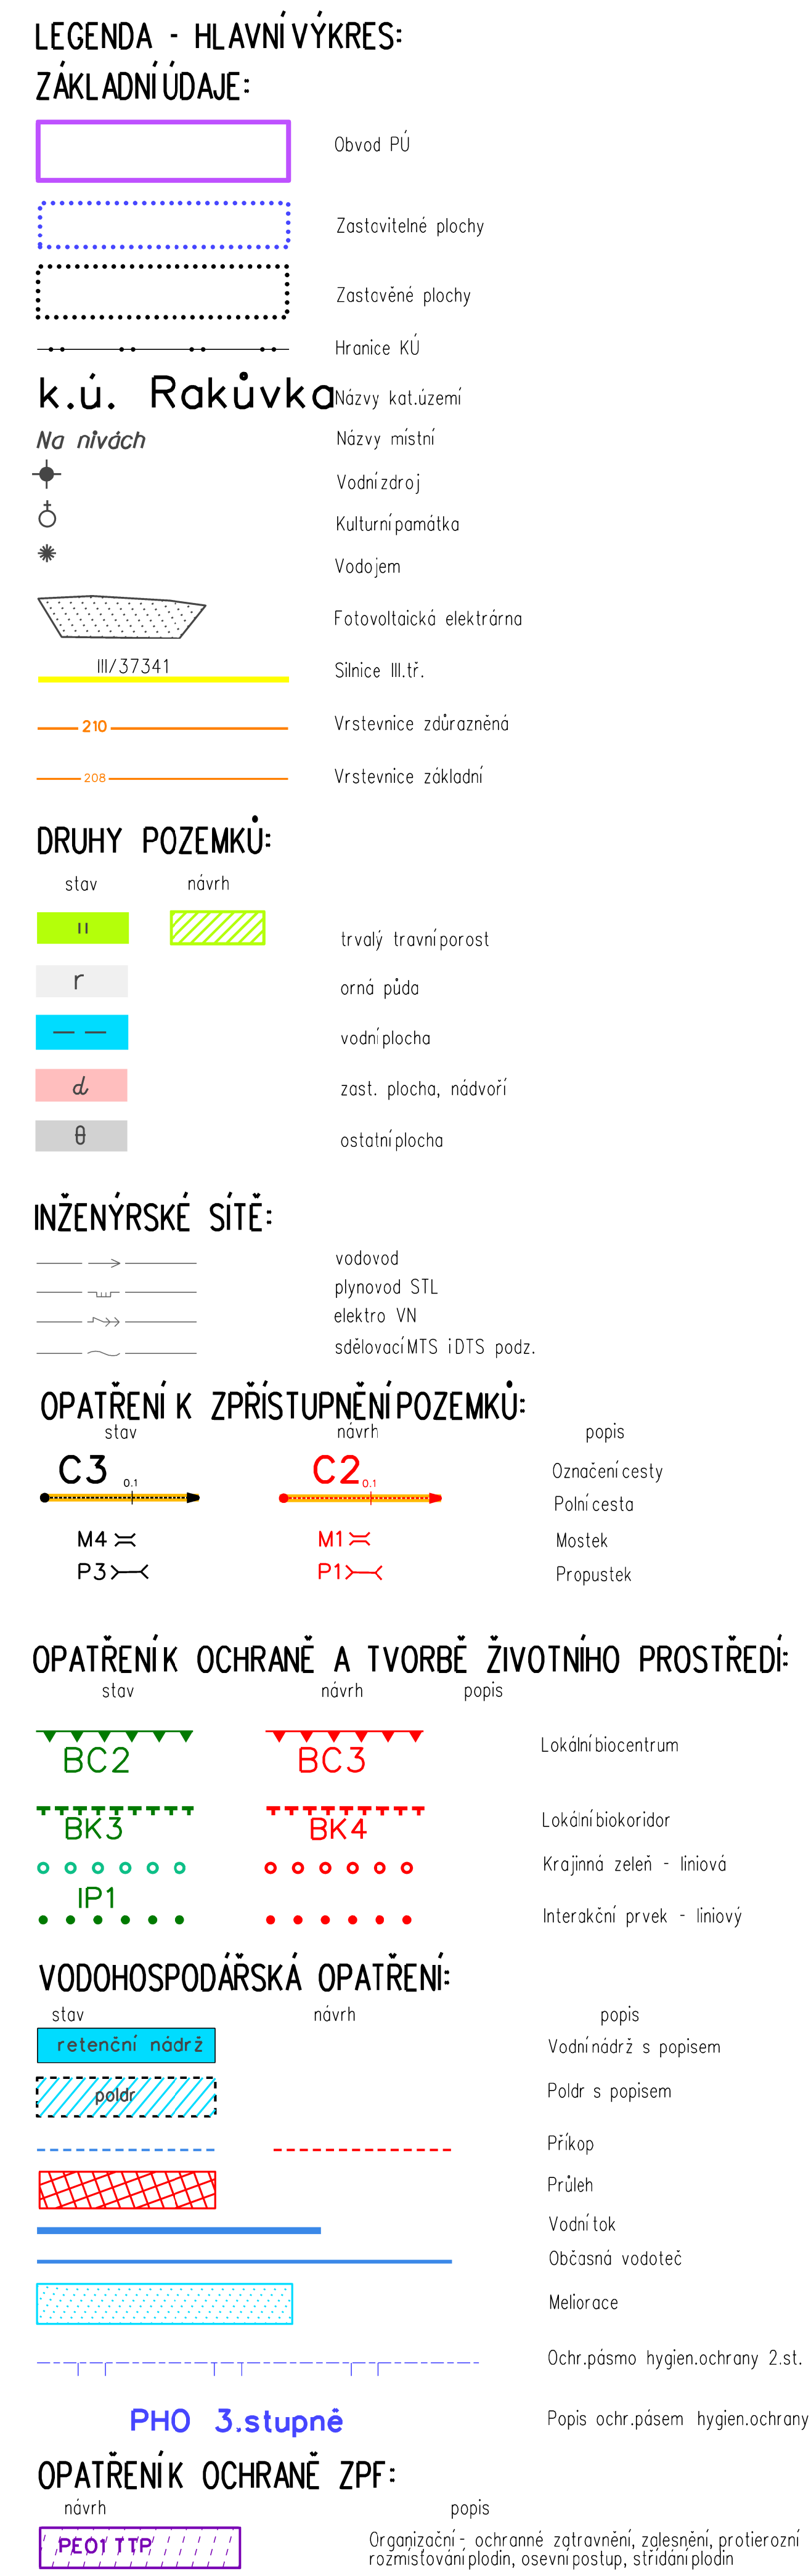 LEGENDA - HLAVNÍ VÝKRES:
ZÁKLADNÍ ÚDAJE:
Obvod PÚ
Zastavitelné plochy
Zastavěné plochy
Hranice KÚ
k.ú. Rakůvka Názvy kat.území
Na nivách Názvy místní
Vodní zdroj
Kulturní památka
Vodojem
Fotovoltaická elektrárna
III/37341 Silnice III.tř.
210 Vrstevnice zdůrazněná
208 Vrstevnice základní
DRUHY POZEMKŮ:
stav návrh
II trvalý travní porost
r orná půda
vodní plocha
d zast. plocha, nádvoří
θ ostatní plocha
INŽENÝRSKÉ SÍTĚ:
vodovod
plynovod STL
elektro VN
sdělovací MTS i DTS podz.
OPATŘENÍ K ZPŘÍSTUPNĚNÍ POZEMKŮ:
stav návrh popis
C3 C2 Označení cesty
0.1 0.1 Polní cesta
M4 M1 Mostek
P3 P1 Propustek
OPATŘENÍ K OCHRANĚ A TVORBĚ ŽIVOTNÍHO PROSTŘEDÍ:
stav návrh popis
BC2 BC3 Lokální biocentrum
BK3 BK4 Lokální biokoridor
Krajinná zeleň - liniová
IP1 Interakční prvek - liniový
VODOHOSPODÁŘSKÁ OPATŘENÍ:
stav návrh popis
retenční nádrž Vodní nádrž s popisem
poldr Poldr s popisem
Příkop
Průleh
Vodní tok
Občasná vodoteč
Meliorace
Ochr.pásmo hygien.ochrany 2.st.
PHO 3.stupně Popis ochr.pásem hygien.ochrany
OPATŘENÍ K OCHRANĚ ZPF:
návrh popis
PEO1 TTP Organizační - ochranné zatravnění, zalesnění, protierozní
rozmísťování plodin, osevní postup, střídání plodin